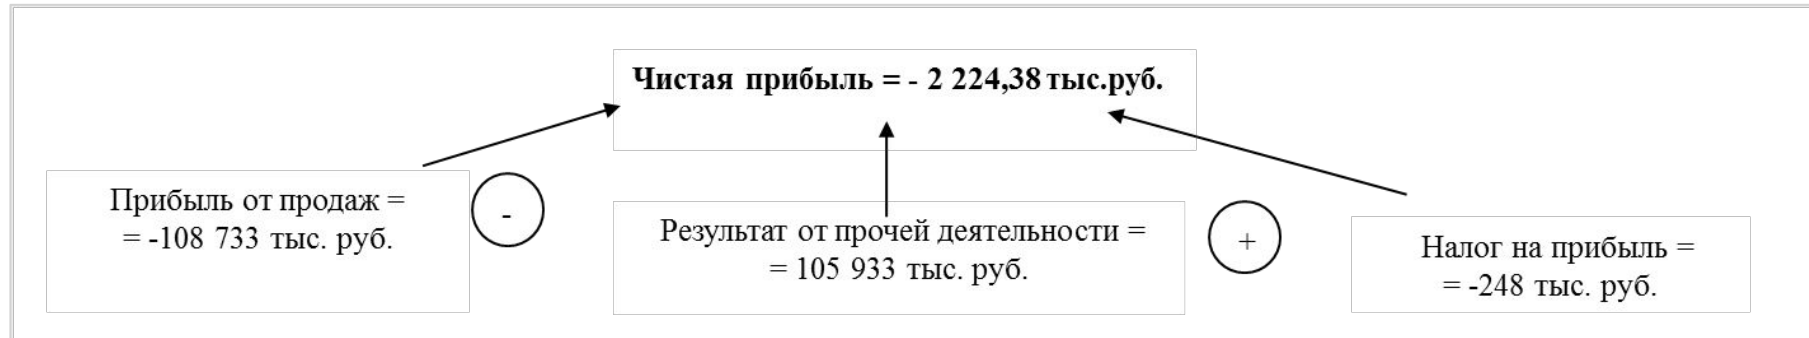 Чистая прибыль = - 2 224,38 тыс.руб.
Прибыль от продаж =
= -108 733 тыс. руб.
-
Результат от прочей деятельности =
= 105 933 тыс. руб.
+
Налог на прибыль =
= -248 тыс. руб.